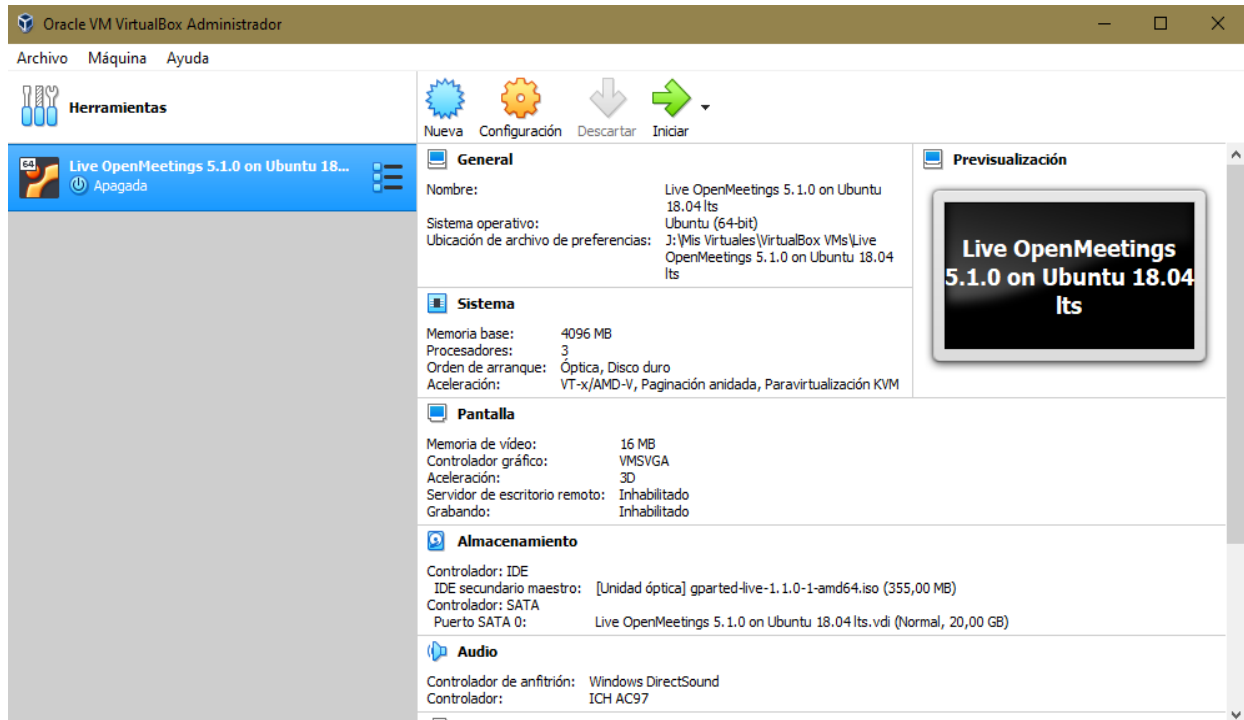 Oracle VM VirtualBox Administrador
Archivo Máquina Ayuda
Herramientas
Nueva Configuración Descartar Iniciar
64
Live OpenMeetings 5.1.0 on Ubuntu 18...
Apagada
General
Nombre: Live OpenMeetings 5.1.0 on Ubuntu
18.04 lts
Sistema operativo: Ubuntu (64-bit)
Ubicación de archivo de preferencias: J:\Mis Virtuales\VirtualBox VMs\Live
OpenMeetings 5.1.0 on Ubuntu 18.04
lts
Previsualización
Live OpenMeetings
5.1.0 on Ubuntu 18.04
lts
Sistema
Memoria base: 4096 MB
Procesadores: 3
Orden de arranque: Óptica, Disco duro
Aceleración: VT-x/AMD-V, Paginación anidada, Paravirtualización KVM
Pantalla
Memoria de vídeo: 16 MB
Controlador gráfico: VMSVGA
Aceleración: 3D
Servidor de escritorio remoto: Inhabilitado
Grabando: Inhabilitado
Almacenamiento
Controlador: IDE
IDE secundario maestro: [Unidad óptica] gparted-live-1.1.0-1-amd64.iso (355,00 MB)
Controlador: SATA
Puerto SATA 0: Live OpenMeetings 5.1.0 on Ubuntu 18.04 lts.vdi (Normal, 20,00 GB)
Audio
Controlador de anfitrión: Windows DirectSound
Controlador: ICH AC97